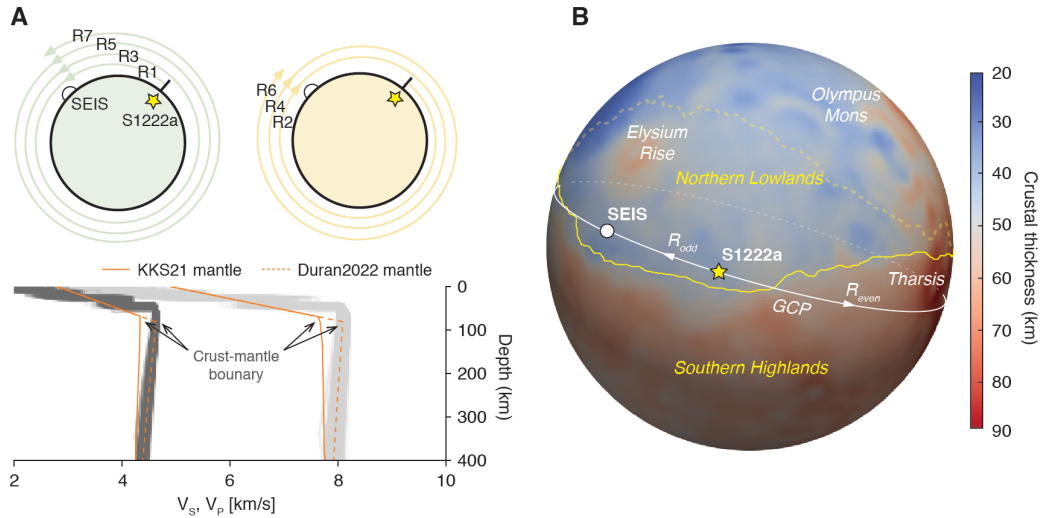 A
R7
R5
R3
R1
SEIS
S1222a
R6
R4
R2
KKS21 mantle
Duran2022 mantle
Crust-mantle
bounary
0
100
200
300
400
Depth (km)
2
4
6
8
10
VS, VP [km/s]
B
Olympus
Mons
Elysium
Rise
Northern Lowlands
SEIS
Rodd
S1222a
Tharsis
Reven
GCP
Southern Highlands
20
30
40
50
60
70
80
90
Crustal thickness (km)